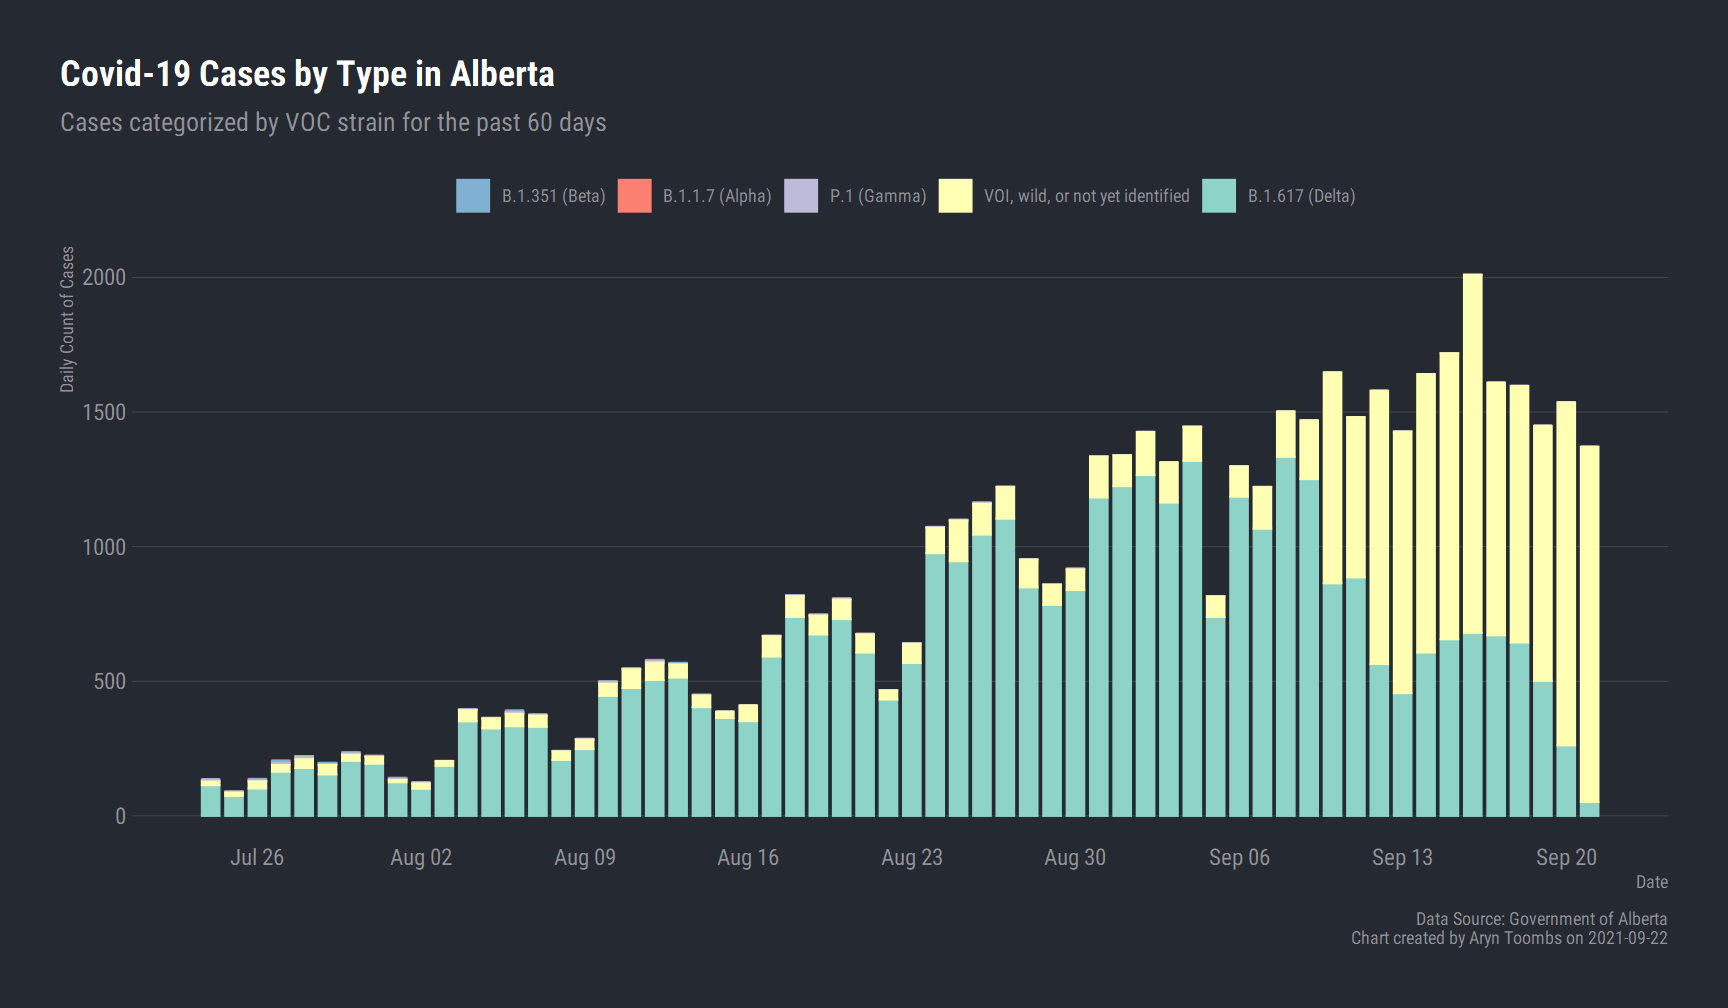 Covid-19 Cases by Type in Alberta
Cases categorized by VOC strain for the past 60 days
B.1.351 (Beta) B.1.1.7 (Alpha) P.1 (Gamma) VOI, wild, or not yet identified B.1.617 (Delta)
Daily Count of Cases
2000
1500
1000
500
0
Jul 26 Aug 02 Aug 09 Aug 16 Aug 23 Aug 30 Sep 06 Sep 13 Sep 20
Date
Data Source: Government of Alberta
Chart created by Aryn Toombs on 2021-09-22